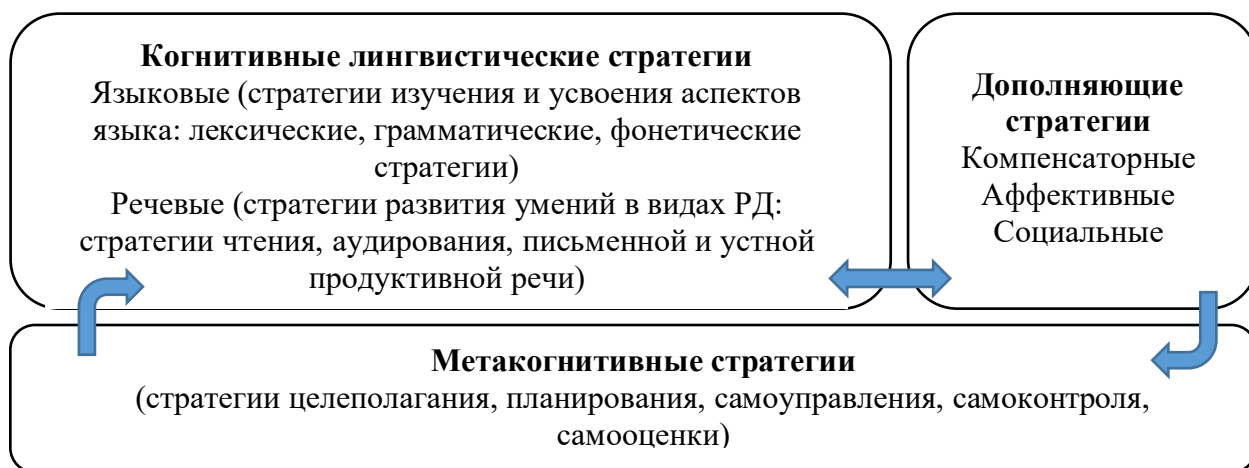 Когнитивные лингвистические стратегии
Языковые (стратегии изучения и усвоения аспектов
языка: лексические, грамматические, фонетические
стратегии)
Речевые (стратегии развития умений в видах РД:
стратегии чтения, аудирования, письменной и устной
продуктивной речи)
Дополняющие
стратегии
Компенсаторные
Аффективные
Социальные
Метакогнитивные стратегии
(стратегии целеполагания, планирования, самоуправления, самоконтроля,
самооценки)